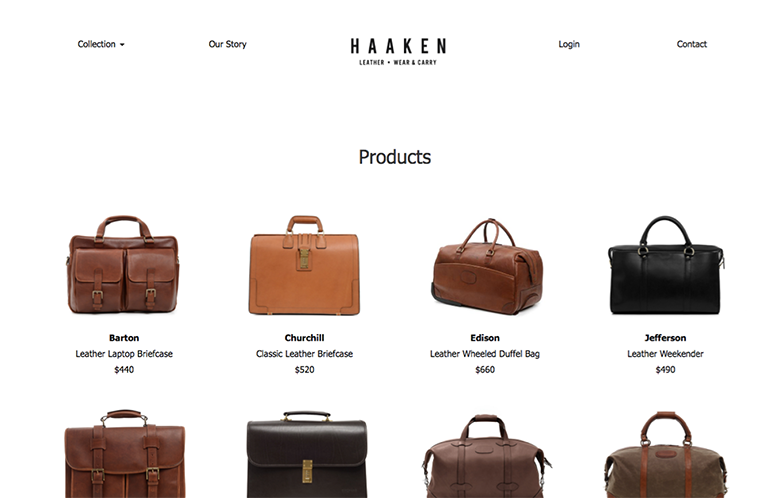 Collection
Our Story
HAAKEN
LEATHER • WEAR & CARRY
Login
Contact
Products
Barton
Leather Laptop Briefcase
$440
Churchill
Classic Leather Briefcase
$520
Edison
Leather Wheeled Duffel Bag
$660
Jefferson
Leather Weekender
$490